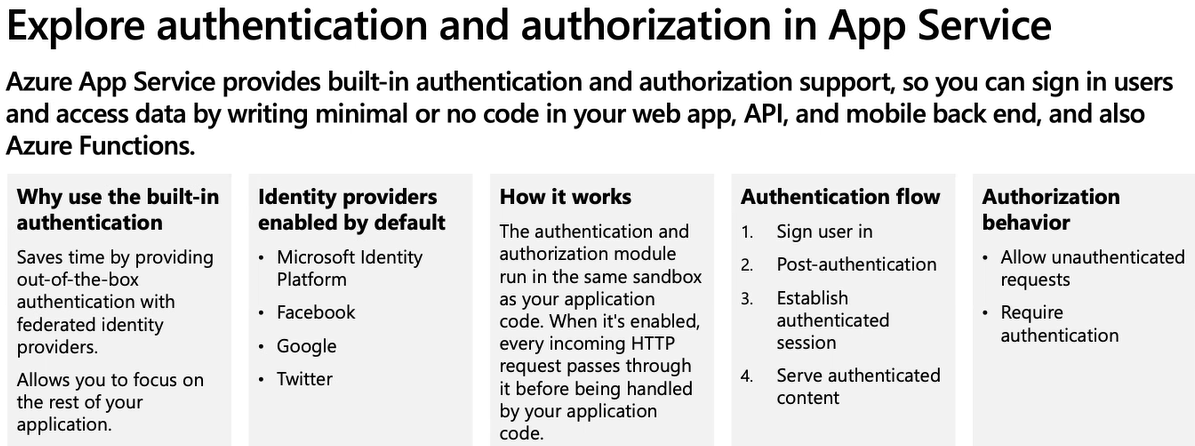 Explore authentication and authorization in App Service
Azure App Service provides built-in authentication and authorization support, so you can sign in users
and access data by writing minimal or no code in your web app, API, and mobile back end, and also
Azure Functions.
Why use the built-in
authentication
Saves time by providing
out-of-the-box
authentication with
federated identity
providers.
Allows you to focus on
the rest of your
application.
Identity providers
enabled by default
• Microsoft Identity
Platform
• Facebook
• Google
• Twitter
How it works
The authentication and
authorization module
run in the same sandbox
as your application
code. When it's enabled,
every incoming HTTP
request passes through
it before being handled
by your application
code.
Authentication flow
1. Sign user in
2. Post-authentication
3. Establish
authenticated
session
4. Serve authenticated
content
Authorization
behavior
• Allow unauthenticated
requests
• Require
authentication